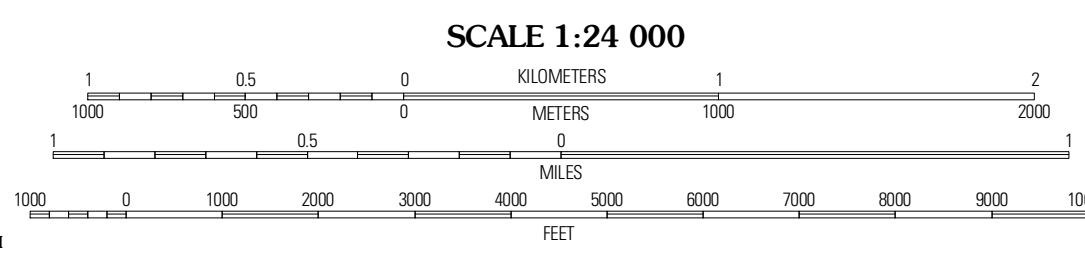 SCALE 1:24 000
1 0.5 0 KILOMETERS 1 2
1000 500 0 METERS 1000 2000
1 0.5 0 1
MILES
1000 0 1000 2000 3000 4000 5000 6000 7000 8000 9000
FEET